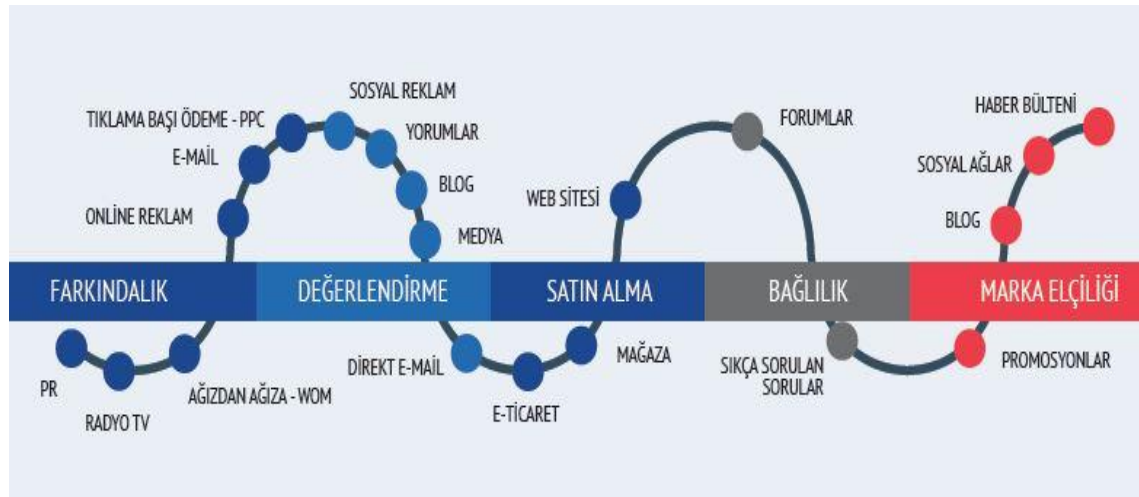 SOSYAL REKLAM
TIKLAMA BAŞI ÖDEME - PPC
YORUMLAR
E-MAİL
BLOG
ONLINE REKLAM
MEDYA
WEB SİTESİ
FORUMLAR
HABER BÜLTENİ
SOSYAL AĞLAR
BLOG
FARKINDALIK
DEĞERLENDİRME
SATIN ALMA
BAĞLILIK
MARKA ELÇİLİĞİ
PR
RADYO TV
AĞIZDAN AĞIZA - WOM
DİREKT E-MAİL
E-TİCARET
MAĞAZA
SIKÇA SORULAN
SORULAR
PROMOSYONLAR